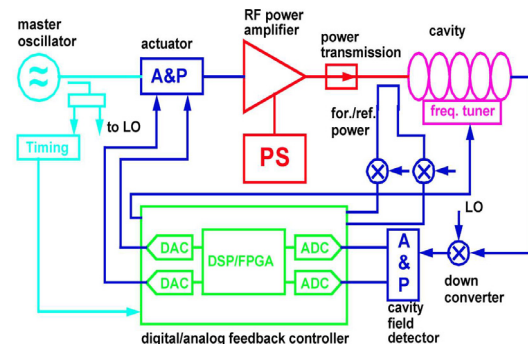 master
oscillator
actuator
RF power
amplifier
power
transmission
cavity
A&P
to LO
for./ref.
power
freq. tuner
Timing
PS
LO
DAC
DSP/FPGA
ADC
DAC
ADC
A
&
P
down
converter
cavity
field
detector
digital/analog feedback controller